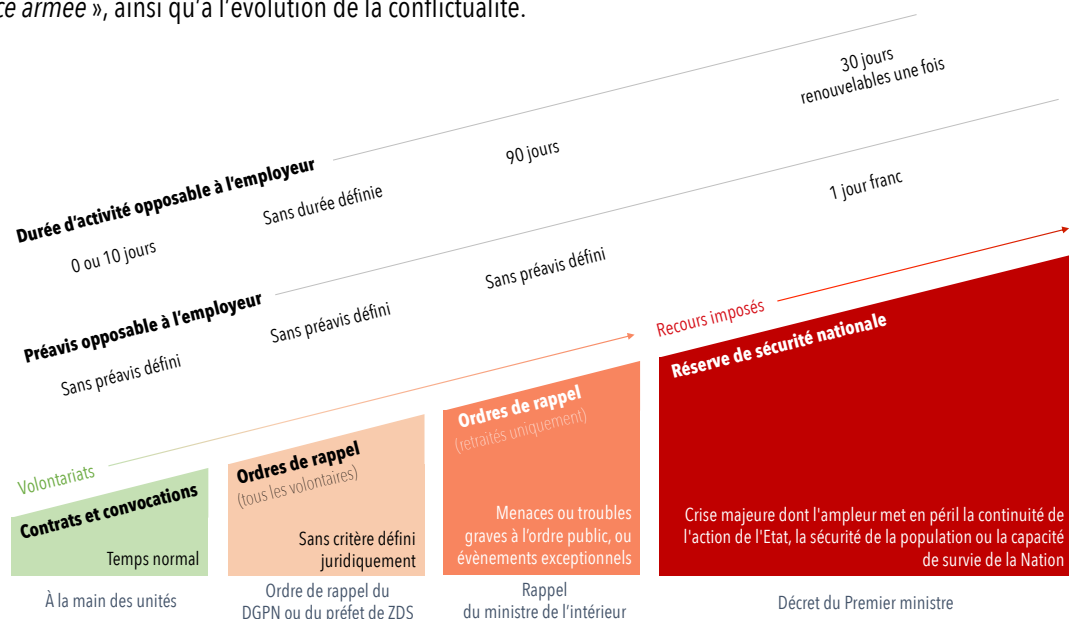 ce armée », ainsi qu'à l'évolution de la conflictualité.
30 jours
renouvelables une fois
90 jours
Durée d'activité opposable à l'employeur
Sans durée définie
0 ou 10 jours
1 jour franc
Sans préavis défini
Préavis opposable à l'employeur
Sans préavis défini
Sans préavis défini
Recours imposés
Réserve de sécurité nationale
Volontariats
Ordres de rappel
(retraités uniquement)
Ordres de rappel
(tous les volontaires)
Contrats et convocations
Temps normal
Sans critère défini
juridiquement
Menaces ou troubles
graves à l'ordre public, ou
évènements exceptionnels
Crise majeure dont l'ampleur met en péril la continuité de
l'action de l'Etat, la sécurité de la population ou la capacité
de survie de la Nation
À la main des unités
Ordre de rappel du
DGPN ou du préfet de ZDS
Rappel
du ministre de l'intérieur
Décret du Premier ministre